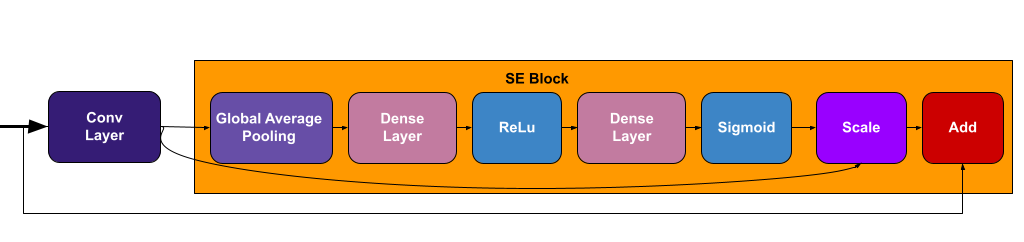 SE Block
Conv
Layer
Global Average
Pooling
Dense
Layer
ReLu
Dense
Layer
Sigmoid
Scale
Add